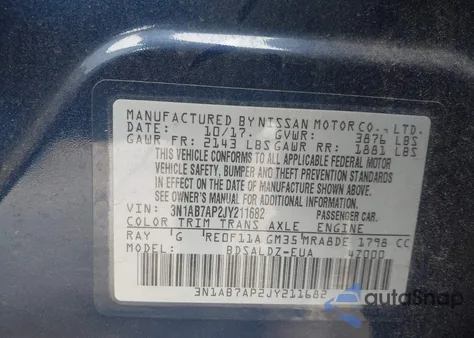 MANUFACTURED BY NISSAN MOTOR CO., LTD.
DATE: 10/17. GVWR: 3876 LBS
GAWR FR: 2143 LBS GAWR RR: 1881 LBS
THIS VEHICLE CONFORMS TO ALL APPLICABLE FEDERAL MOTOR
VEHICLE SAFETY, BUMPER, AND THEFT PREVENTION
STANDARDS IN EFFECT ON THE DATE OF
MANUFACTURE SHOWN ABOVE.
SEE OWNER'S MANUAL FOR ADDITIONAL INFORMATION.
VIN: 3N1AB7AP2JY211682 PASSENGER CAR.
COLOR TRIM TRANS AXLE ENGINE
RAY G RE0F11A GM35 MRA8DE 1798 CC
MODEL: BDSALDZ-EUA 4Z000
3N1AB7AP2JY211682
autoSnap